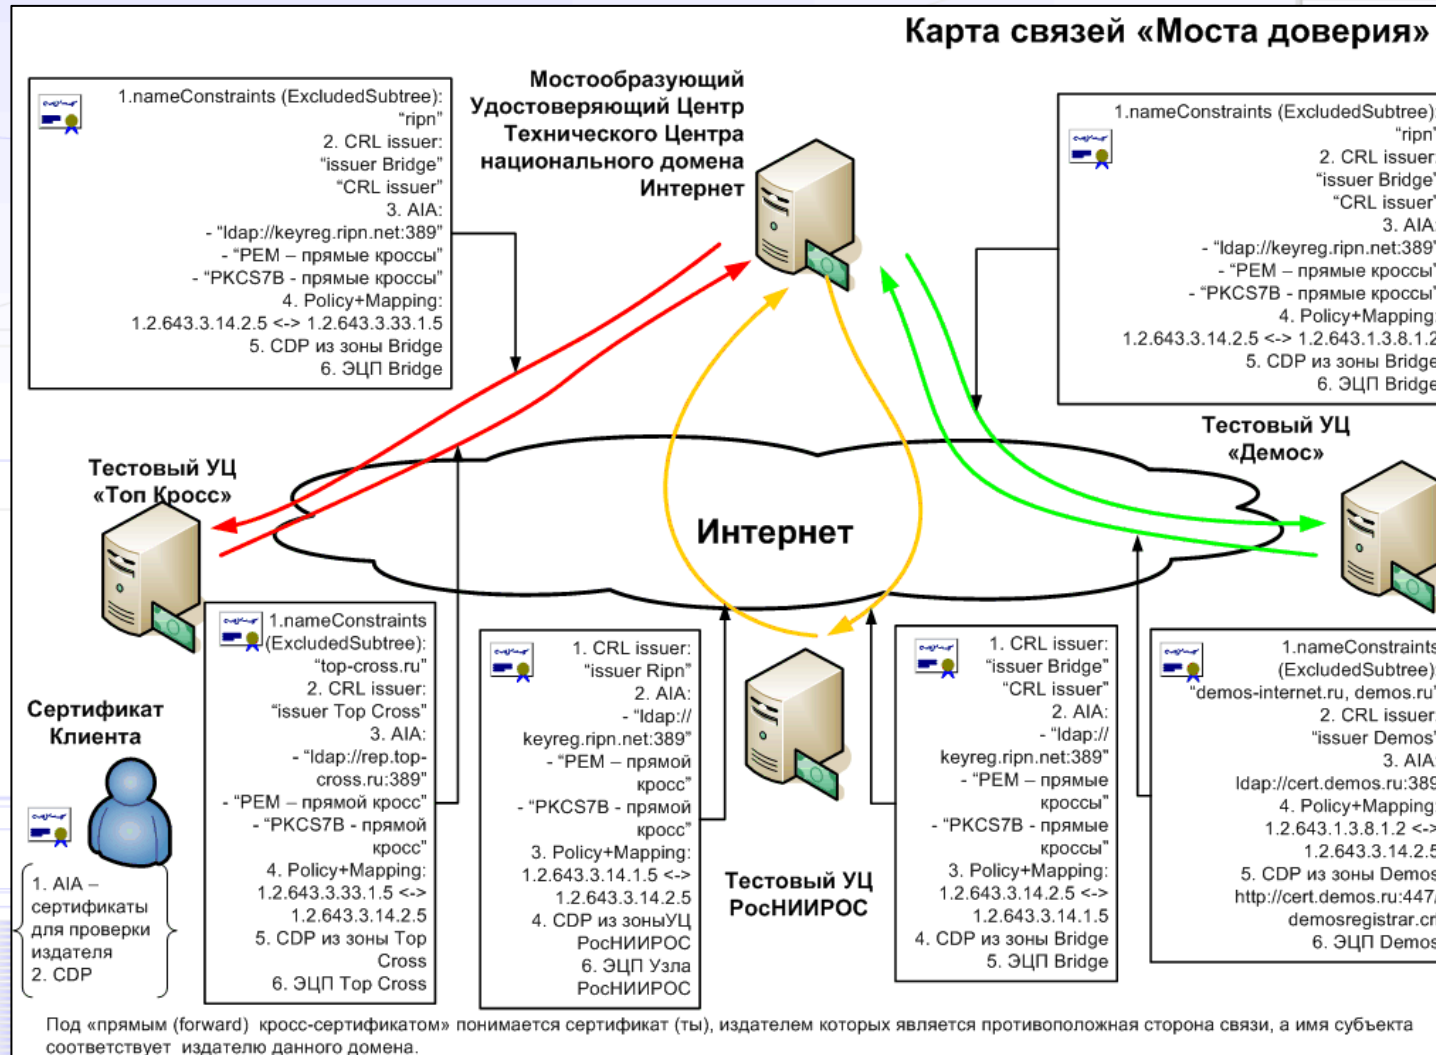 Карта связей «Моста доверия»
Мостообразующий
Удостоверяющий Центр
Технического Центра
национального домена
Интернет
1.nameConstraints (ExcludedSubtree):
“ripn”
2. CRL issuer:
“issuer Bridge”
“CRL issuer”
3. AIA:
- “ldap://keyreg.ripn.net:389”
- “PEM – прямые кроссы”
- “PKCS7B - прямые кроссы”
4. Policy+Mapping:
1.2.643.3.14.2.5 <-> 1.2.643.3.33.1.5
5. CDP из зоны Bridge
6. ЭЦП Bridge
1.nameConstraints (ExcludedSubtree):
“ripn”
2. CRL issuer:
“issuer Bridge”
“CRL issuer”
3. AIA:
- “ldap://keyreg.ripn.net:389”
- “PEM – прямые кроссы”
- “PKCS7B - прямые кроссы”
4. Policy+Mapping:
1.2.643.3.14.2.5 <-> 1.2.643.1.3.8.1.2
5. CDP из зоны Bridge
6. ЭЦП Bridge
Тестовый УЦ
«Топ Кросс»
Тестовый УЦ
«Демос»
Интернет
Сертификат
Клиента
1. AIA –
сертификаты
для проверки
издателя
2. CDP
1.nameConstraints
(ExcludedSubtree):
“top-cross.ru”
2. CRL issuer:
“issuer Top Cross”
3. AIA:
- “ldap://rep.top-
cross.ru:389”
- “PEM – прямой кросс”
- “PKCS7B - прямой
кросс”
4. Policy+Mapping:
1.2.643.3.33.1.5 <->
1.2.643.3.14.2.5
5. CDP из зоны Top
Cross
6. ЭЦП Top Cross
1. CRL issuer:
“issuer Ripn”
2. AIA:
- “ldap://
keyreg.ripn.net:389”
- “PEM – прямой
кросс”
- “PKCS7B - прямой
кросс”
3. Policy+Mapping:
1.2.643.3.14.1.5 <->
1.2.643.3.14.2.5
4. CDP из зоныУЦ
РосНИИРОС
6. ЭЦП Узла
РосНИИРОС
Тестовый УЦ
РосНИИРОС
1. CRL issuer:
“issuer Bridge”
“CRL issuer”
2. AIA:
- “ldap://
keyreg.ripn.net:389”
- “PEM – прямые
кроссы”
- “PKCS7B - прямые
кроссы”
3. Policy+Mapping:
1.2.643.3.14.2.5 <->
1.2.643.3.14.1.5
4. CDP из зоны Bridge
5. ЭЦП Bridge
1.nameConstraints
(ExcludedSubtree):
“demos-internet.ru, demos.ru”
2. CRL issuer:
“issuer Demos”
3. AIA:
ldap://cert.demos.ru:389
4. Policy+Mapping:
1.2.643.1.3.8.1.2 <->
1.2.643.3.14.2.5
5. CDP из зоны Demos
http://cert.demos.ru:447/
demosregistrar.crl
6. ЭЦП Demos
Под «прямым (forward) кросс-сертификатом» понимается сертификат (ты), издателем которых является противоположная сторона связи, а имя субъекта
соответствует издателю данного домена.